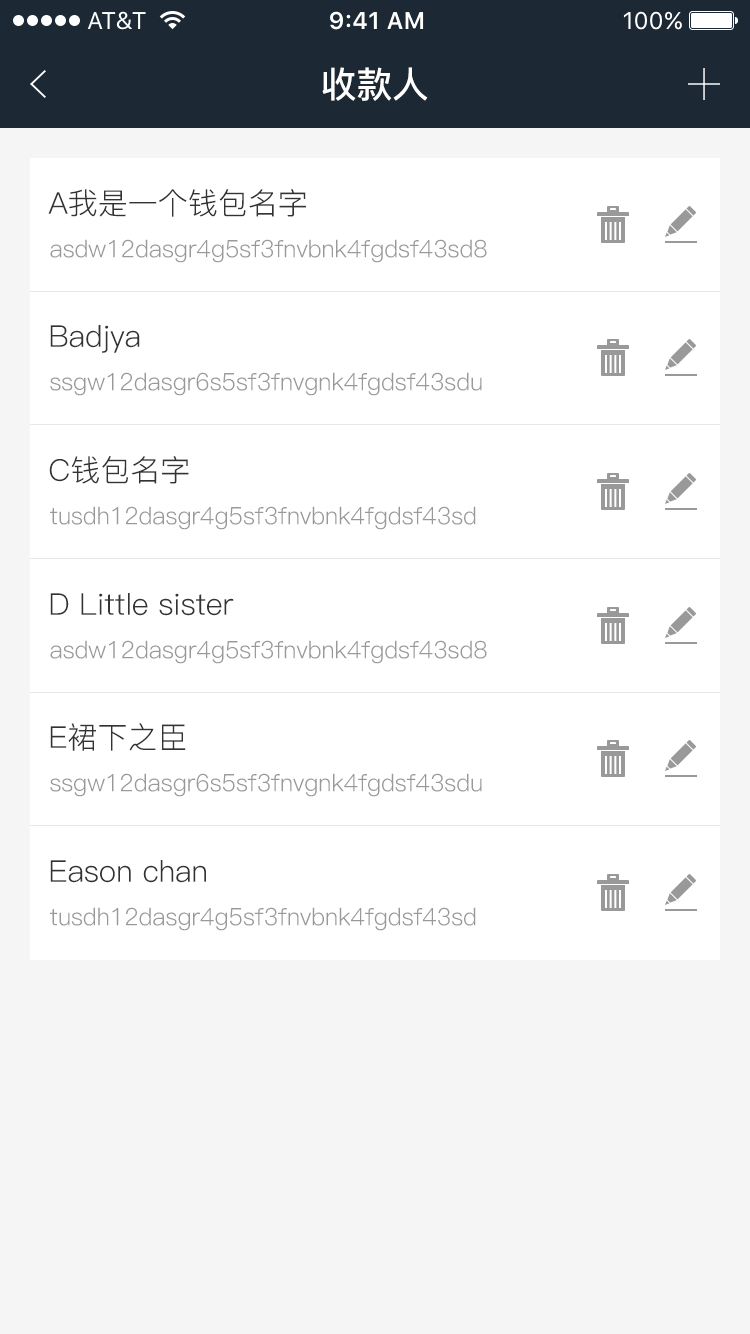 AT&T 9:41 AM 100%
收款人
A我是一个钱包名字
asdw12dasgr4g5sf3fnvbnk4fgdsf43sd8
Badjya
ssgw12dasgr6s5sf3fnvgnk4fgdsf43sdu
C钱包名字
tusdh12dasgr4g5sf3fnvbnk4fgdsf43sd
D Little sister
asdw12dasgr4g5sf3fnvbnk4fgdsf43sd8
E裙下之臣
ssgw12dasgr6s5sf3fnvgnk4fgdsf43sdu
Eason chan
tusdh12dasgr4g5sf3fnvbnk4fgdsf43sd